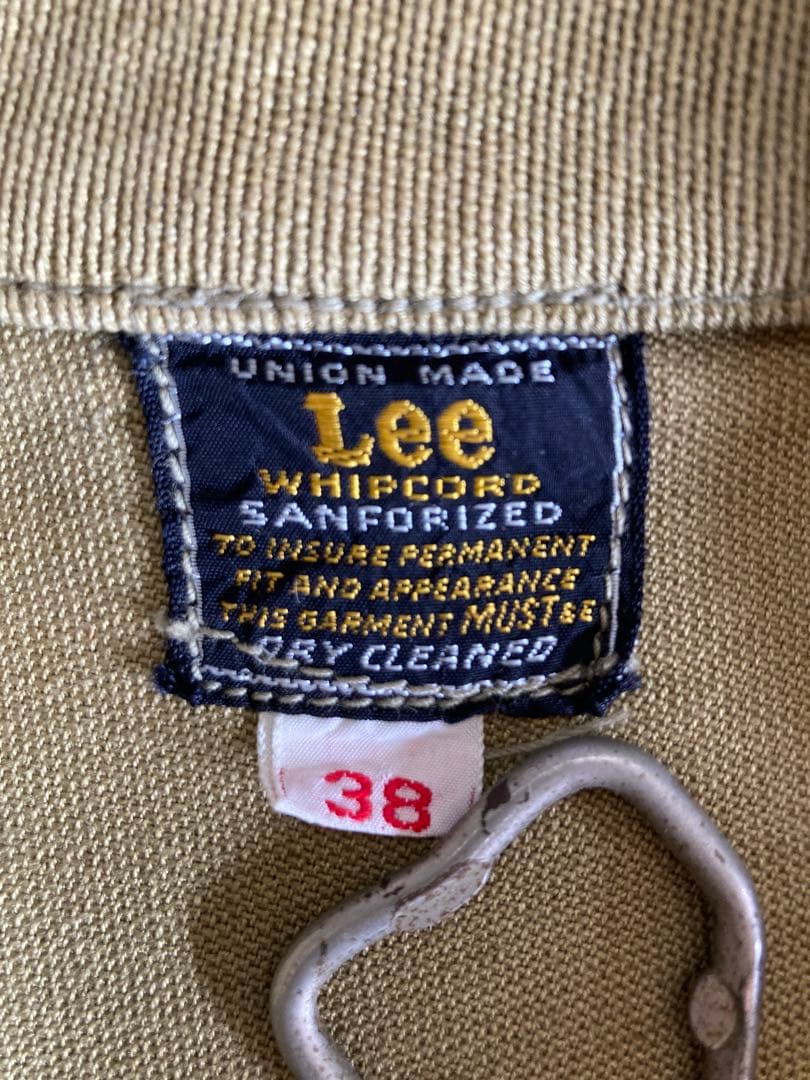 UNION MADE
Lee
WHIPCORD
SANFORIZED
TO INSURE PERMANENT
FIT AND APPEARANCE
THIS GARMENT MUST BE
DRY CLEANED
38